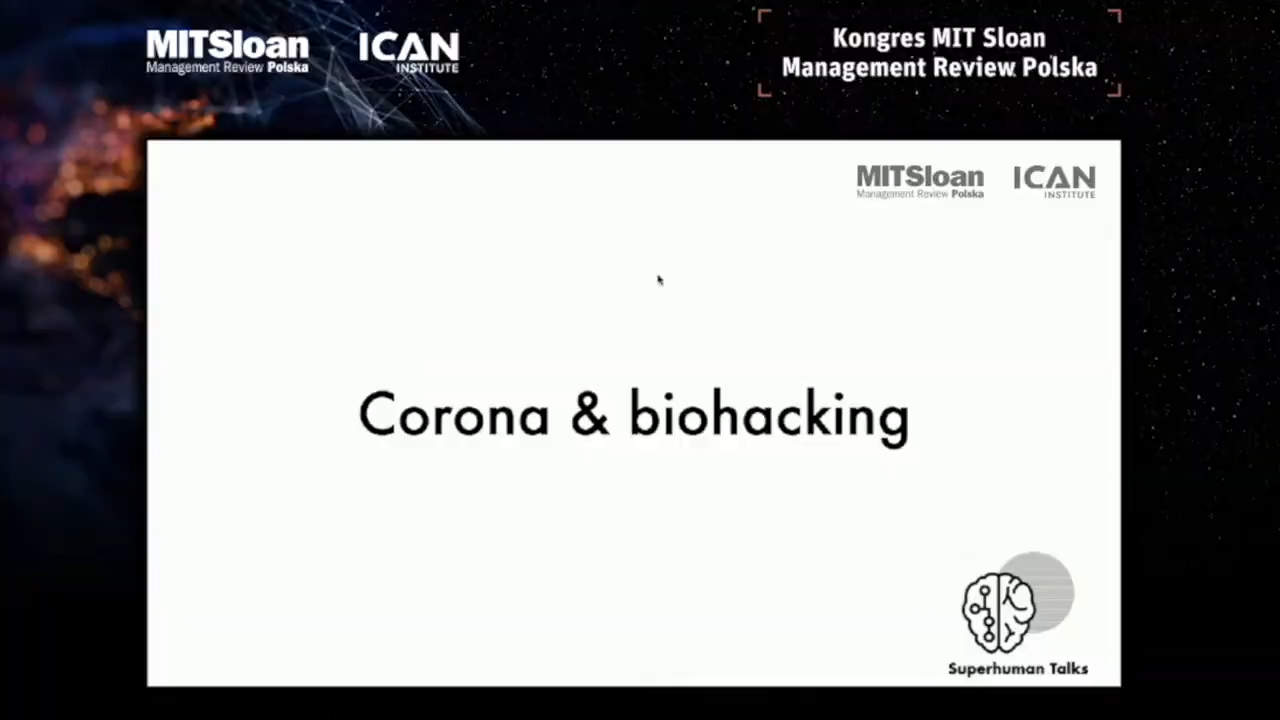 MITSloan
Management Review Polska
ICAN
INSTITUTE
Kongres MIT Sloan
Management Review Polska
MITSloan
Management Review Polska
ICAN
INSTITUTE
Corona & biohacking
Superhuman Talks